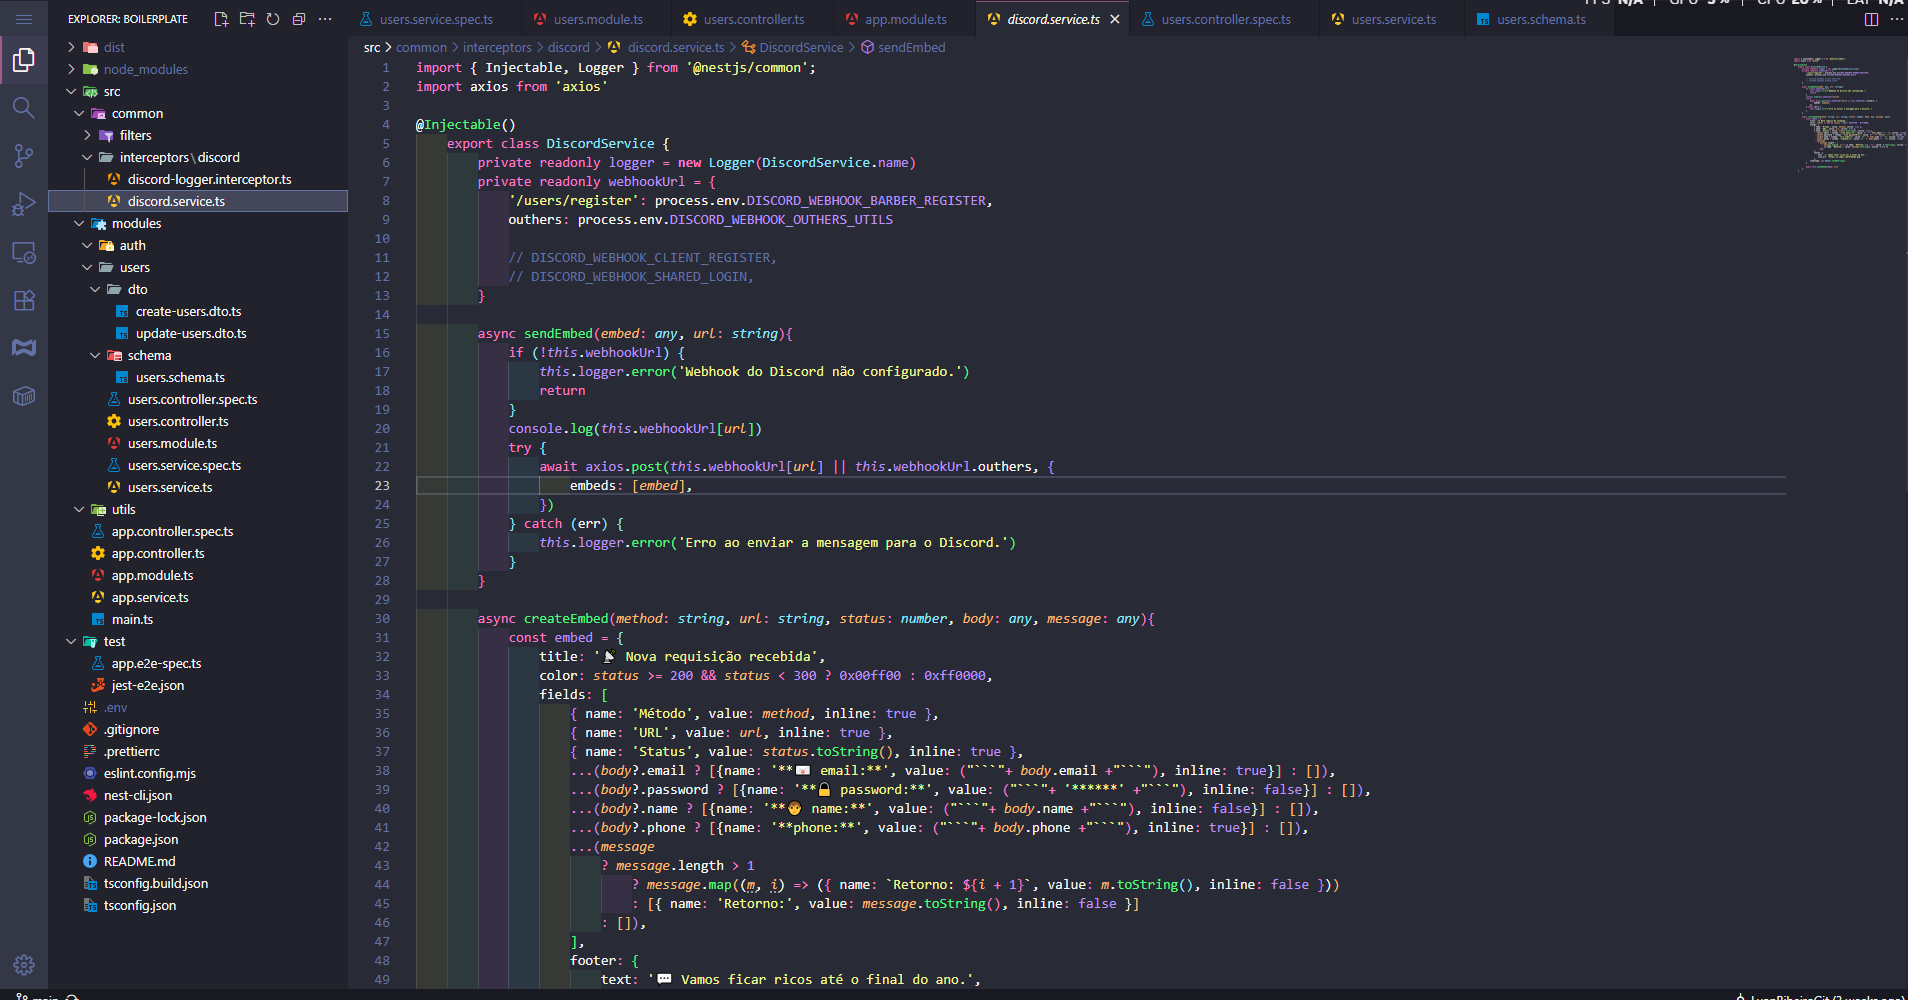 EXPLORER: BOILERPLATE
dist
node_modules
src
common
filters
interceptors\discord
discord-logger.interceptor.ts
discord.service.ts
modules
auth
users
dto
create-users.dto.ts
update-users.dto.ts
schema
users.schema.ts
users.controller.spec.ts
users.controller.ts
users.module.ts
users.service.spec.ts
users.service.ts
utils
app.controller.spec.ts
app.controller.ts
app.module.ts
app.service.ts
main.ts
test
app.e2e-spec.ts
jest-e2e.json
.env
.gitignore
.prettierrc
eslint.config.mjs
nest-cli.json
package-lock.json
package.json
README.md
tsconfig.build.json
tsconfig.json
users.service.spec.ts users.module.ts users.controller.ts app.module.ts discord.service.ts users.controller.spec.ts users.service.ts users.schema.ts
src > common > interceptors > discord > discord.service.ts > DiscordService > sendEmbed
1 import { Injectable, Logger } from '@nestjs/common';
2 import axios from 'axios'
3
4 @Injectable()
5 export class DiscordService {
6 private readonly logger = new Logger(DiscordService.name)
7 private readonly webhookUrl = {
8 '/users/register': process.env.DISCORD_WEBHOOK_BARBER_REGISTER,
9 outhers: process.env.DISCORD_WEBHOOK_OUTHERS_UTILS
10
11 // DISCORD_WEBHOOK_CLIENT_REGISTER,
12 // DISCORD_WEBHOOK_SHARED_LOGIN,
13 }
14
15 async sendEmbed(embed: any, url: string){
16 if (!this.webhookUrl) {
17 this.logger.error('Webhook do Discord não configurado.')
18 return
19 }
20 console.log(this.webhookUrl[url])
21 try {
22 await axios.post(this.webhookUrl[url] || this.webhookUrl.outhers, {
23 embeds: [embed],
24 })
25 } catch (err) {
26 this.logger.error('Erro ao enviar a mensagem para o Discord.')
27 }
28 }
29
30 async createEmbed(method: string, url: string, status: number, body: any, message: any){
31 const embed = {
32 title: '📡 Nova requisição recebida',
33 color: status >= 200 && status < 300 ? 0x00ff00 : 0xff0000,
34 fields: [
35 { name: 'Método', value: method, inline: true },
36 { name: 'URL', value: url, inline: true },
37 { name: 'Status', value: status.toString(), inline: true },
38 ...(body?.email ? [{name: '**📧 email:**', value: ("```"+ body.email +"```"), inline: true}] : []),
39 ...(body?.password ? [{name: '**🔒 password:**', value: ("```"+ '******' +"```"), inline: false}] : []),
40 ...(body?.name ? [{name: '**🧑 name:**', value: ("```"+ body.name +"```"), inline: false}] : []),
41 ...(body?.phone ? [{name: '**phone:**', value: ("```"+ body.phone +"```"), inline: true}] : []),
42 ...(message
43 ? message.length > 1
44 ? message.map((m, i) => ({ name: `Retorno: ${i + 1}`, value: m.toString(), inline: false }))
45 : [{ name: 'Retorno:', value: message.toString(), inline: false }]
46 : []),
47 ],
48 footer: {
49 text: '💬 Vamos ficar ricos até o final do ano.',